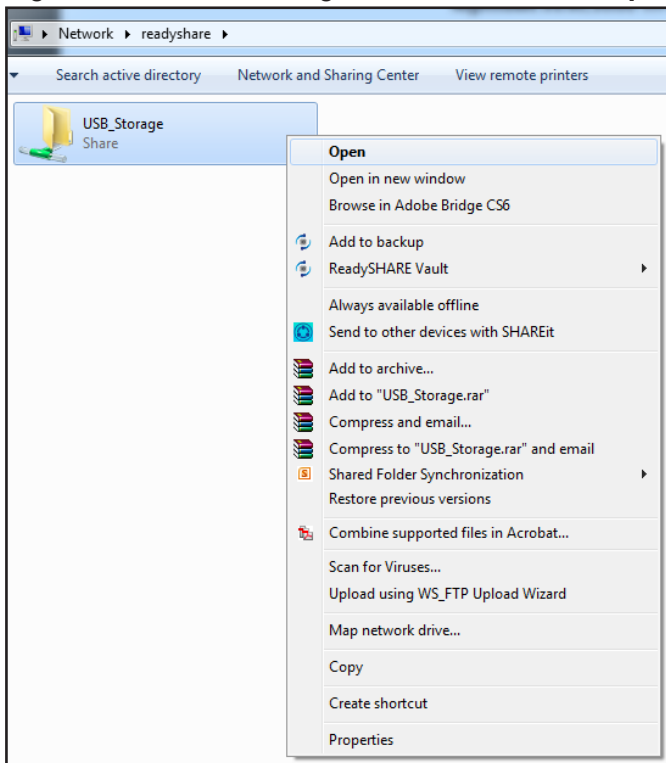 Network ▸ readyshare ▸
Search active directory Network and Sharing Center View remote printers
USB_Storage
Share
Open
Open in new window
Browse in Adobe Bridge CS6
Add to backup
ReadySHARE Vault
Always available offline
Send to other devices with SHAREit
Add to archive...
Add to "USB_Storage.rar"
Compress and email...
Compress to "USB_Storage.rar" and email
Shared Folder Synchronization
Restore previous versions
Combine supported files in Acrobat...
Scan for Viruses...
Upload using WS_FTP Upload Wizard
Map network drive...
Copy
Create shortcut
Properties